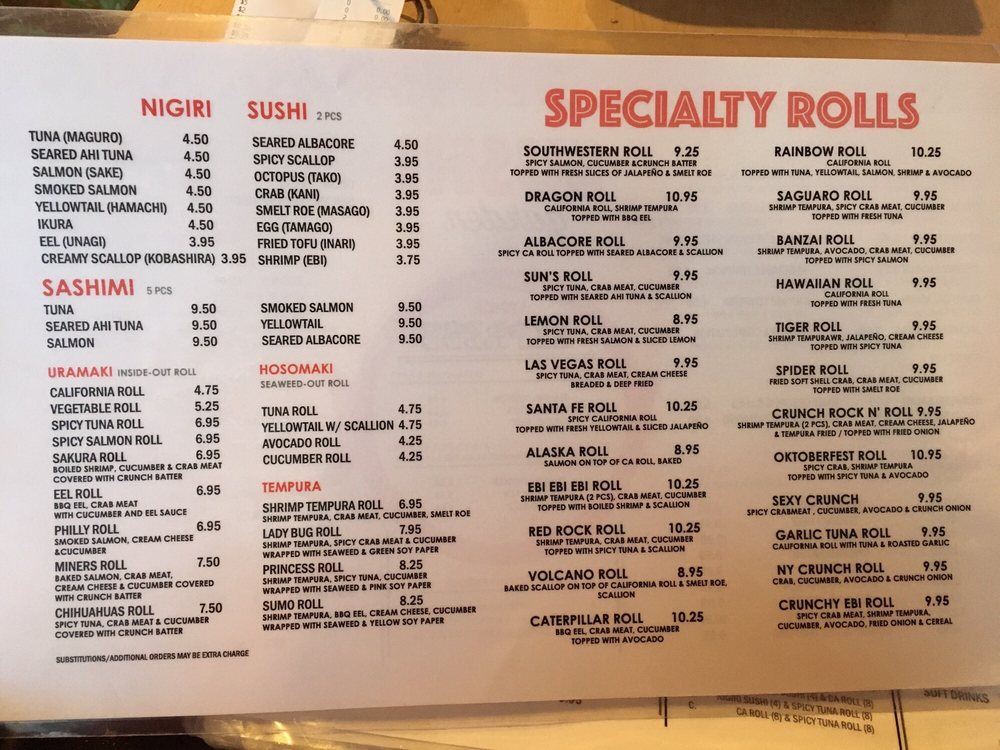 NIGIRI SUSHI 2 PCS
TUNA (MAGURO) 4.50
SEARED AHI TUNA 4.50
SALMON (SAKE) 4.50
SMOKED SALMON 4.50
YELLOWTAIL (HAMACHI) 4.50
IKURA 4.50
EEL (UNAGI) 3.95
CREAMY SCALLOP (KOBASHIRA) 3.95
SEARED ALBACORE 4.50
SPICY SCALLOP 3.95
OCTOPUS (TAKO) 3.95
CRAB (KANI) 3.95
SMELT ROE (MASAGO) 3.95
EGG (TAMAGO) 3.95
FRIED TOFU (INARI) 3.95
SHRIMP (EBI) 3.75
SASHIMI 5 PCS
TUNA 9.50
SEARED AHI TUNA 9.50
SALMON 9.50
SMOKED SALMON 9.50
YELLOWTAIL 9.50
SEARED ALBACORE 9.50
URAMAKI INSIDE-OUT ROLL
CALIFORNIA ROLL 4.75
VEGETABLE ROLL 5.25
SPICY TUNA ROLL 6.95
SPICY SALMON ROLL 6.95
SAKURA ROLL 6.95
BOILED SHRIMP, CUCUMBER & CRAB MEAT
COVERED WITH CRUNCH BATTER
EEL ROLL 6.95
BBQ EEL, CRAB MEAT
WITH CUCUMBER AND EEL SAUCE
PHILLY ROLL 6.95
SMOKED SALMON, CREAM CHEESE
&CUCUMBER
MINERS ROLL 7.50
BAKED SALMON, CRAB MEAT,
CREAM CHEESE & CUCUMBER COVERED
WITH CRUNCH BATTER
CHIHUAHUAS ROLL 7.50
SPICY TUNA, CRAB MEAT & CUCUMBER
COVERED WITH CRUNCH BATTER
SUBSTITUTIONS/ADDITIONAL ORDERS MAY BE EXTRA CHARGE
HOSOMAKI
SEAWEED-OUT ROLL
TUNA ROLL 4.75
YELLOWTAIL W/ SCALLION 4.75
AVOCADO ROLL 4.25
CUCUMBER ROLL 4.25
TEMPURA
SHRIMP TEMPURA ROLL 6.95
SHRIMP TEMPURA, CRAB MEAT, CUCUMBER, SMELT ROE
LADY BUG ROLL 7.95
SHRIMP TEMPURA, SPICY CRAB MEAT & CUCUMBER
WRAPPED WITH SEAWEED & GREEN SOY PAPER
PRINCESS ROLL 8.25
SHRIMP TEMPURA, SPICY TUNA, CUCUMBER
WRAPPED WITH SEAWEED & PINK SOY PAPER
SUMO ROLL 8.25
SHRIMP TEMPURA, BBQ EEL, CREAM CHEESE, CUCUMBER
WRAPPED WITH SEAWEED & YELLOW SOY PAPER
SPECIALTY ROLLS
SOUTHWESTERN ROLL 9.25
SPICY SALMON, CUCUMBER &CRUNCH BATTER
TOPPED WITH FRESH SLICES OF JALAPEÑO & SMELT ROE
DRAGON ROLL 10.95
CALIFORNIA ROLL, SHRIMP TEMPURA
TOPPED WITH BBQ EEL
ALBACORE ROLL 9.95
SPICY CA ROLL TOPPED WITH SEARED ALBACORE & SCALLION
SUN'S ROLL 9.95
SPICY TUNA, CRAB MEAT, CUCUMBER
TOPPED WITH SEARED AHI TUNA & SCALLION
LEMON ROLL 8.95
SPICY TUNA, CRAB MEAT, CUCUMBER
TOPPED WITH FRESH SALMON & SLICED LEMON
LAS VEGAS ROLL 9.95
SPICY TUNA, CRAB MEAT, CREAM CHEESE
BREADED & DEEP FRIED
SANTA FE ROLL 10.25
SPICY CALIFORNIA ROLL
TOPPED WITH FRESH YELLOWTAIL & SLICED JALAPEÑO
ALASKA ROLL 8.95
SALMON ON TOP OF CA ROLL, BAKED
EBI EBI EBI ROLL 10.25
SHRIMP TEMPURA (2 PCS), CRAB MEAT, CUCUMBER
TOPPED WITH BOILED SHRIMP & SCALLION
RED ROCK ROLL 10.25
SHRIMP TEMPURA, CRAB MEAT, CUCUMBER
TOPPED WITH SPICY TUNA & SCALLION
VOLCANO ROLL 8.95
BAKED SCALLOP ON TOP OF CALIFORNIA ROLL & SMELT ROE,
SCALLION
CATERPILLAR ROLL 10.25
BBQ EEL, CRAB MEAT, CUCUMBER
TOPPED WITH AVOCADO
RAINBOW ROLL 10.25
CALIFORNIA ROLL
TOPPED WITH TUNA, YELLOWTAIL, SALMON, SHRIMP & AVOCADO
SAGUARO ROLL 9.95
SHRIMP TEMPURA, SPICY CRAB MEAT, CUCUMBER
TOPPED WITH FRESH TUNA
BANZAI ROLL 9.95
SHRIMP TEMPURA, AVOCADO, CRAB MEAT, CUCUMBER
TOPPED WITH SPICY SALMON
HAWAIIAN ROLL 9.95
CALIFORNIA ROLL
TOPPED WITH FRESH TUNA
TIGER ROLL 9.95
SHRIMP TEMPURAWR, JALAPEÑO, CREAM CHEESE
TOPPED WITH SPICY TUNA
SPIDER ROLL 9.95
FRIED SOFT SHELL CRAB, CRAB MEAT, CUCUMBER
TOPPED WITH SMELT ROE
CRUNCH ROCK N' ROLL 9.95
SHRIMP TEMPURA (2 PCS), CRAB MEAT, CREAM CHEESE, JALAPEÑO
& TEMPURA FRIED / TOPPED WITH FRIED ONION
OKTOBERFEST ROLL 10.95
SPICY CRAB, SHRIMP TEMPURA
TOPPED WITH SPICY TUNA & AVOCADO
SEXY CRUNCH 9.95
SPICY CRABMEAT , CUCUMBER, AVOCADO & CRUNCH ONION
GARLIC TUNA ROLL 9.95
CALIFORNIA ROLL WITH TUNA & ROASTED GARLIC
NY CRUNCH ROLL 9.95
CRAB, CUCUMBER, AVOCADO & CRUNCH ONION
CRUNCHY EBI ROLL 9.95
SPICY CRAB MEAT, SHRIMP TEMPURA,
CUCUMBER, AVOCADO, FRIED ONION & CEREAL
C. NIGIRI SUSHI (4) & SPICY TUNA ROLL (8)
CA ROLL (8) & SPICY TUNA ROLL (8)
SOFT DRINKS